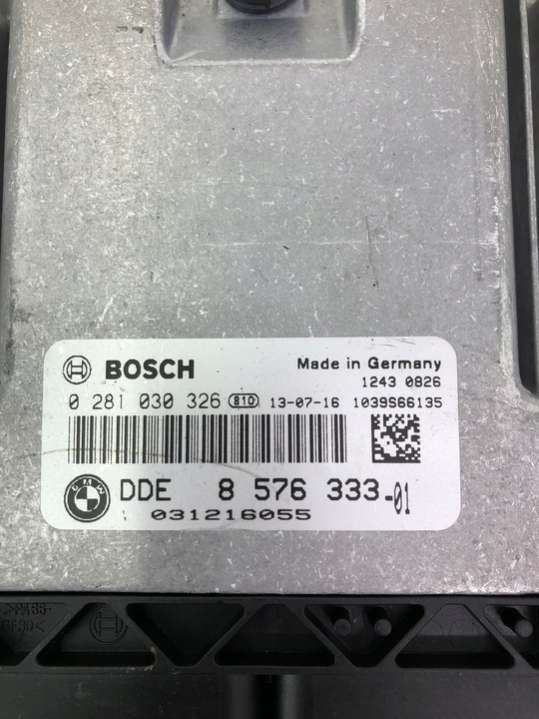 BOSCH Made in Germany
1243 0826
0 281 030 326 810 13-07-16 1039S66135
BMW DDE 8 576 333-01
031216055